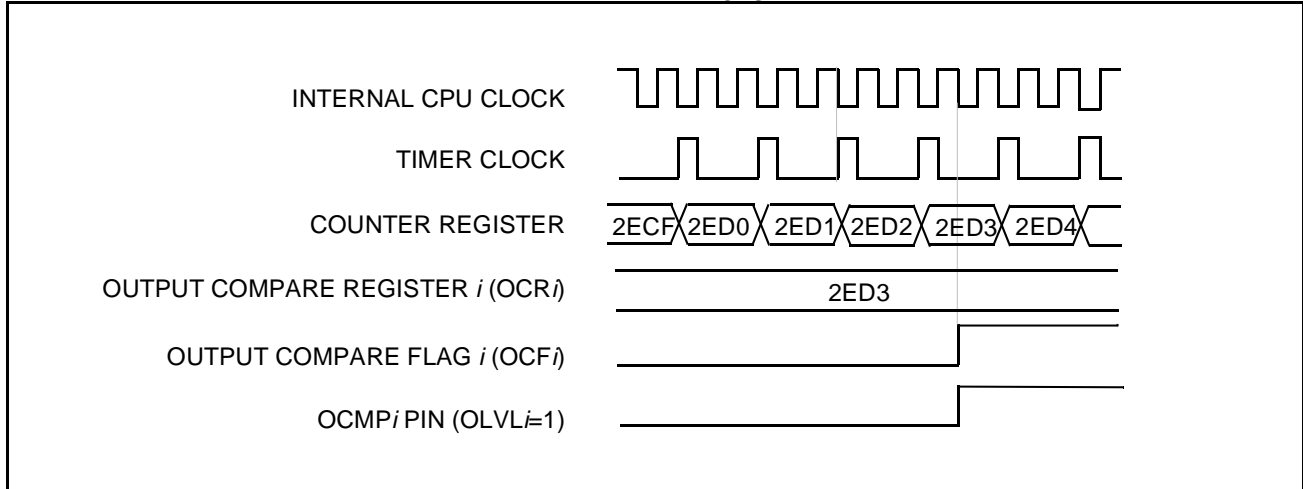 INTERNAL CPU CLOCK
TIMER CLOCK
COUNTER REGISTER 2ECF 2ED0 2ED1 2ED2 2ED3 2ED4
OUTPUT COMPARE REGISTER i (OCRi) 2ED3
OUTPUT COMPARE FLAG i (OCFi)
OCMPi PIN (OLVLi=1)